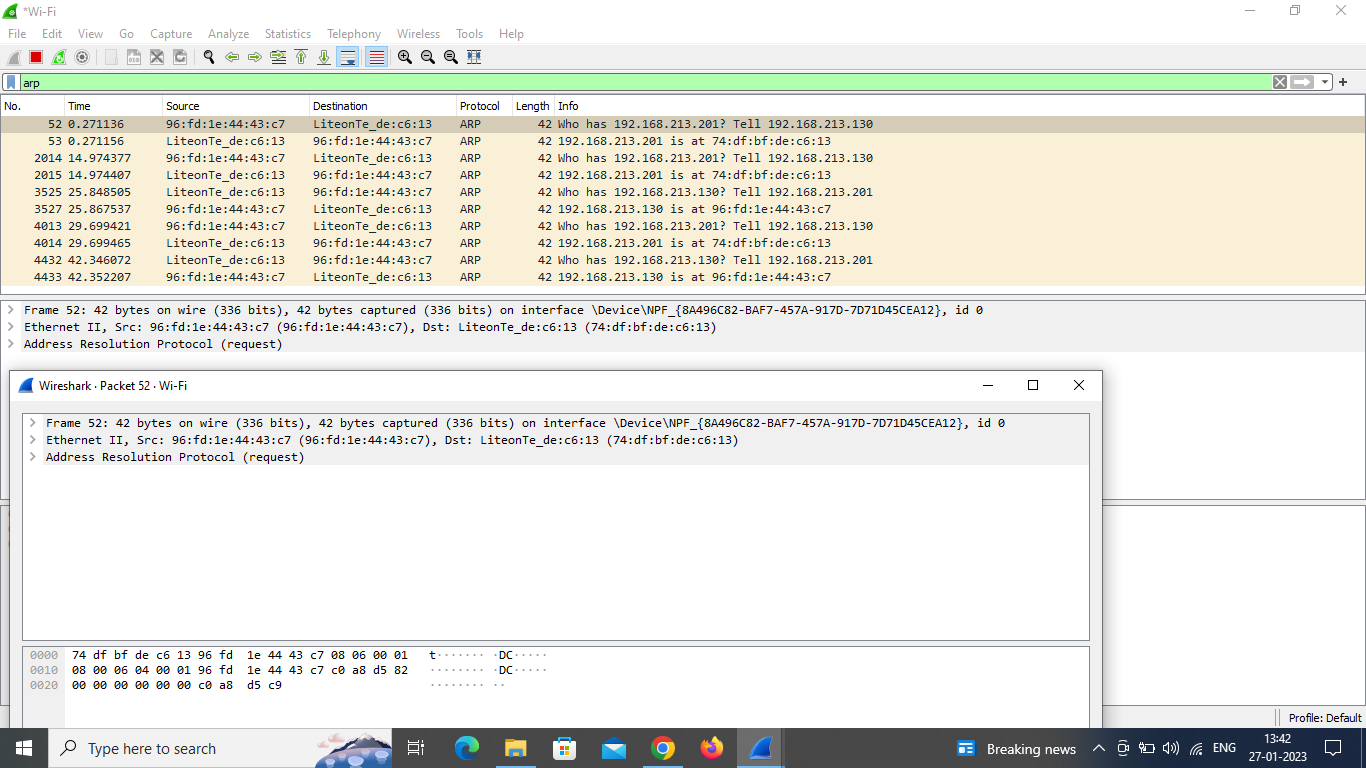 *Wi-Fi
File Edit View Go Capture Analyze Statistics Telephony Wireless Tools Help
arp
No. Time Source Destination Protocol Length Info
52 0.271136 96:fd:1e:44:43:c7 LiteonTe_de:c6:13 ARP 42 Who has 192.168.213.201? Tell 192.168.213.130
53 0.271156 LiteonTe_de:c6:13 96:fd:1e:44:43:c7 ARP 42 192.168.213.201 is at 74:df:bf:de:c6:13
2014 14.974377 96:fd:1e:44:43:c7 LiteonTe_de:c6:13 ARP 42 Who has 192.168.213.201? Tell 192.168.213.130
2015 14.974407 LiteonTe_de:c6:13 96:fd:1e:44:43:c7 ARP 42 192.168.213.201 is at 74:df:bf:de:c6:13
3525 25.848505 LiteonTe_de:c6:13 96:fd:1e:44:43:c7 ARP 42 Who has 192.168.213.130? Tell 192.168.213.201
3527 25.867537 96:fd:1e:44:43:c7 LiteonTe_de:c6:13 ARP 42 192.168.213.130 is at 96:fd:1e:44:43:c7
4013 29.699421 96:fd:1e:44:43:c7 LiteonTe_de:c6:13 ARP 42 Who has 192.168.213.201? Tell 192.168.213.130
4014 29.699465 LiteonTe_de:c6:13 96:fd:1e:44:43:c7 ARP 42 192.168.213.201 is at 74:df:bf:de:c6:13
4432 42.346072 LiteonTe_de:c6:13 96:fd:1e:44:43:c7 ARP 42 Who has 192.168.213.130? Tell 192.168.213.201
4433 42.352207 96:fd:1e:44:43:c7 LiteonTe_de:c6:13 ARP 42 192.168.213.130 is at 96:fd:1e:44:43:c7
Frame 52: 42 bytes on wire (336 bits), 42 bytes captured (336 bits) on interface \Device\NPF_{8A496C82-BAF7-457A-917D-7D71D45CEA12}, id 0
Ethernet II, Src: 96:fd:1e:44:43:c7 (96:fd:1e:44:43:c7), Dst: LiteonTe_de:c6:13 (74:df:bf:de:c6:13)
Address Resolution Protocol (request)
Wireshark · Packet 52 · Wi-Fi
Frame 52: 42 bytes on wire (336 bits), 42 bytes captured (336 bits) on interface \Device\NPF_{8A496C82-BAF7-457A-917D-7D71D45CEA12}, id 0
Ethernet II, Src: 96:fd:1e:44:43:c7 (96:fd:1e:44:43:c7), Dst: LiteonTe_de:c6:13 (74:df:bf:de:c6:13)
Address Resolution Protocol (request)
0000 74 df bf de c6 13 96 fd 1e 44 43 c7 08 06 00 01 t······· ·DC·····
0010 08 00 06 04 00 01 96 fd 1e 44 43 c7 c0 a8 d5 82 ········ ·DC·····
0020 00 00 00 00 00 00 c0 a8 d5 c9 ········ ··
Profile: Default
Type here to search
Breaking news
ENG
13:42
27-01-2023